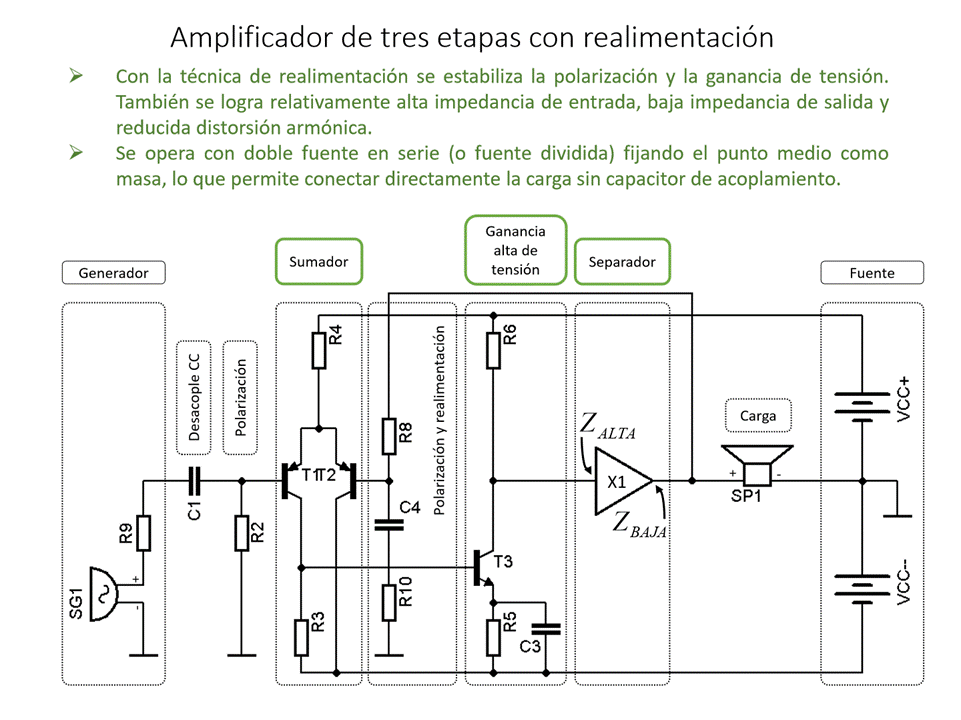 Amplificador de tres etapas con realimentación
Con la técnica de realimentación se estabiliza la polarización y la ganancia de tensión.
También se logra relativamente alta impedancia de entrada, baja impedancia de salida y
reducida distorsión armónica.
Se opera con doble fuente en serie (o fuente dividida) fijando el punto medio como
masa, lo que permite conectar directamente la carga sin capacitor de acoplamiento.
Generador
Sumador
Ganancia
alta de
tensión
Separador
Fuente
Desacople CC
Polarización
R4
Polarización y realimentación
R6
R8
VCC+
Carga
Z ALTA
T1
T2
X1
+
-
SP1
C1
R9
R2
C4
Z BAJA
T3
SG1
+
-
R3
R10
R5
C3
VCC--